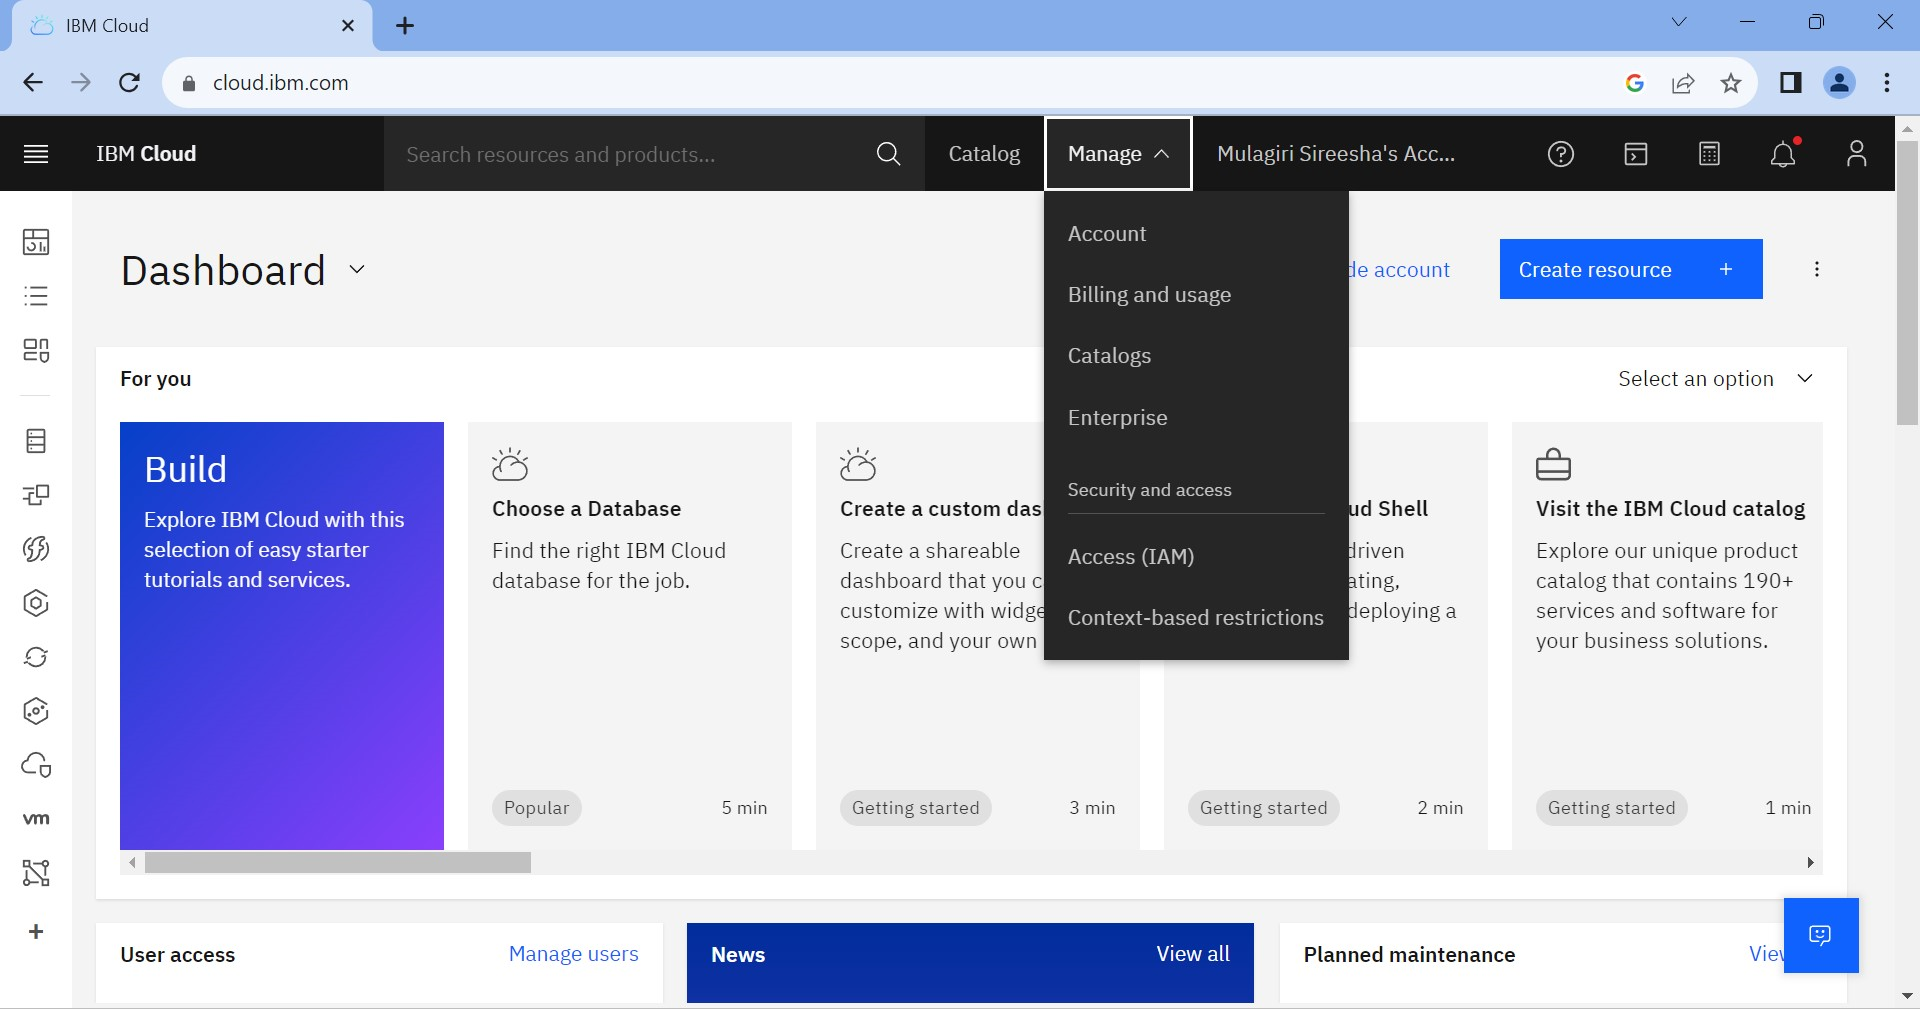 IBM Cloud
cloud.ibm.com
IBM Cloud
Search resources and products...
Catalog
Manage
Mulagiri Sireesha's Acc...
Dashboard
Account
Billing and usage
Catalogs
Enterprise
Security and access
Access (IAM)
Context-based restrictions
de account
Create resource +
For you
Select an option
Build
Explore IBM Cloud with this
selection of easy starter
tutorials and services.
Choose a Database
Find the right IBM Cloud
database for the job.
Popular
5 min
Create a custom das
Create a shareable
dashboard that you c
customize with widge
scope, and your own
Getting started
3 min
ud Shell
driven
ating,
deploying a
Getting started
2 min
Visit the IBM Cloud catalog
Explore our unique product
catalog that contains 190+
services and software for
your business solutions.
Getting started
1 min
vm
User access
Manage users
News
View all
Planned maintenance
View